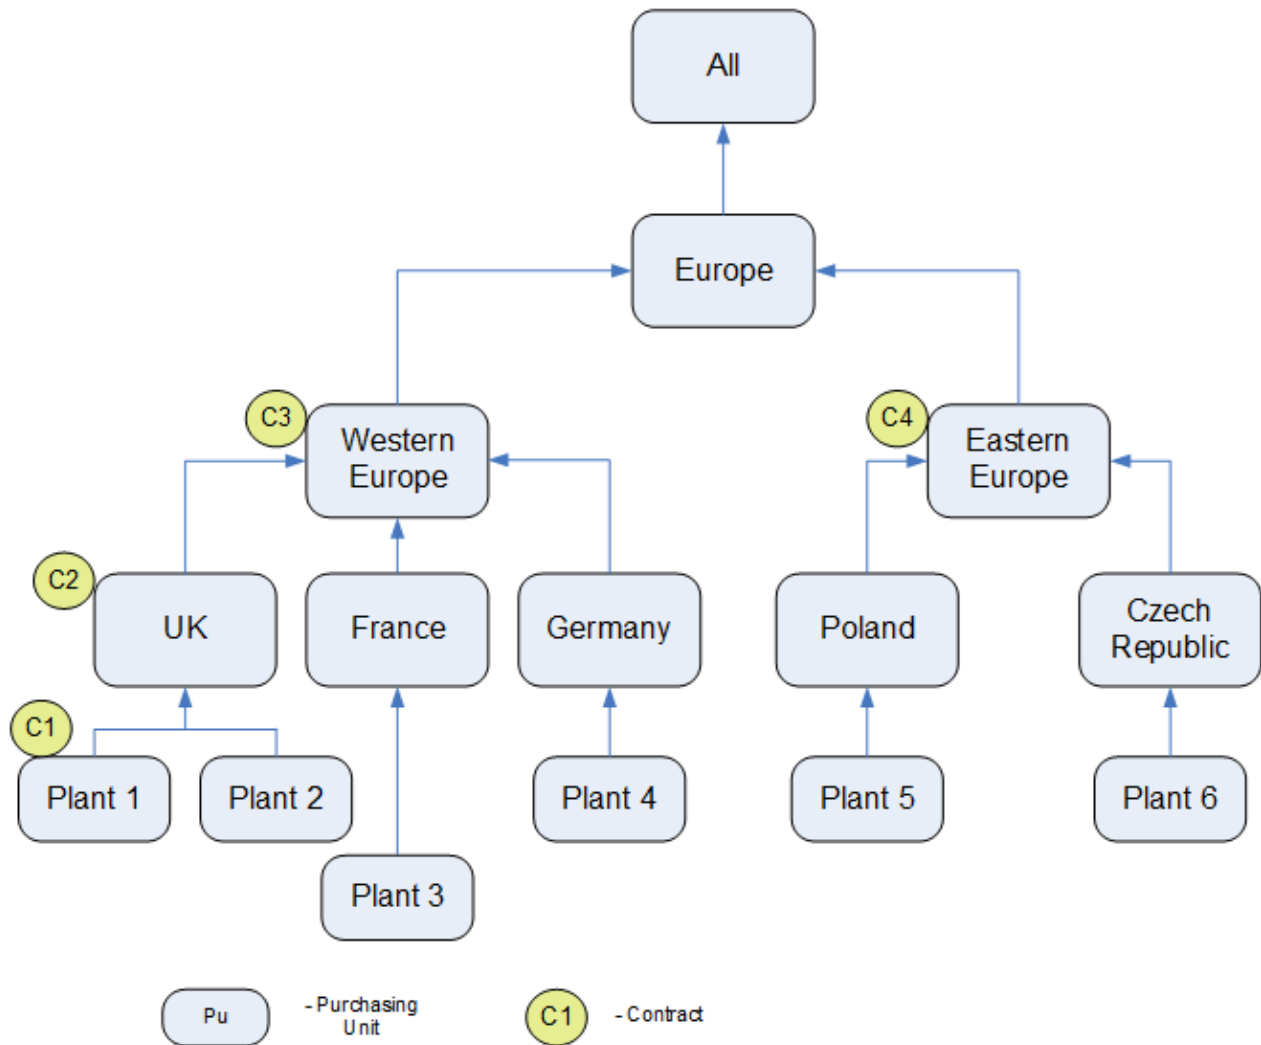 All
Europe
C3
Western
Europe
C4
Eastern
Europe
C2
UK
France
Germany
Poland
Czech
Republic
C1
Plant 1
Plant 2
Plant 4
Plant 5
Plant 6
Plant 3
Pu
- Purchasing
Unit
C1
- Contract